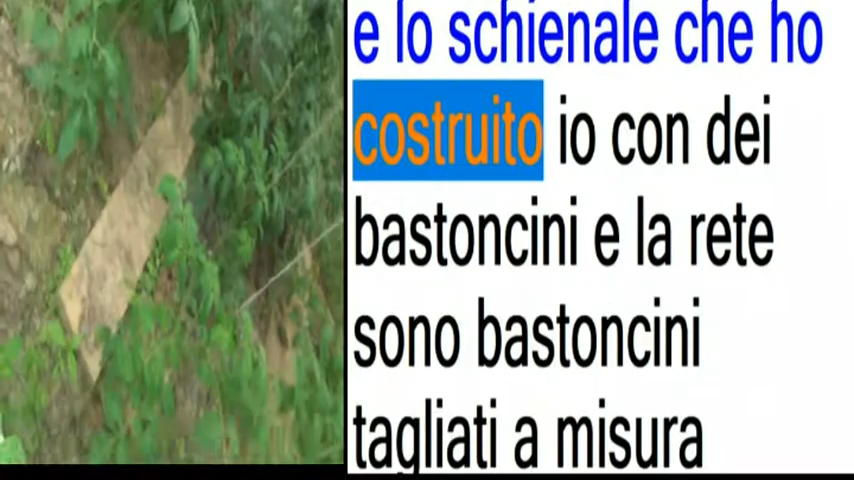 e lo schienale che ho
costruito io con dei
bastoncini e la rete
sono bastoncini
tagliati a misura